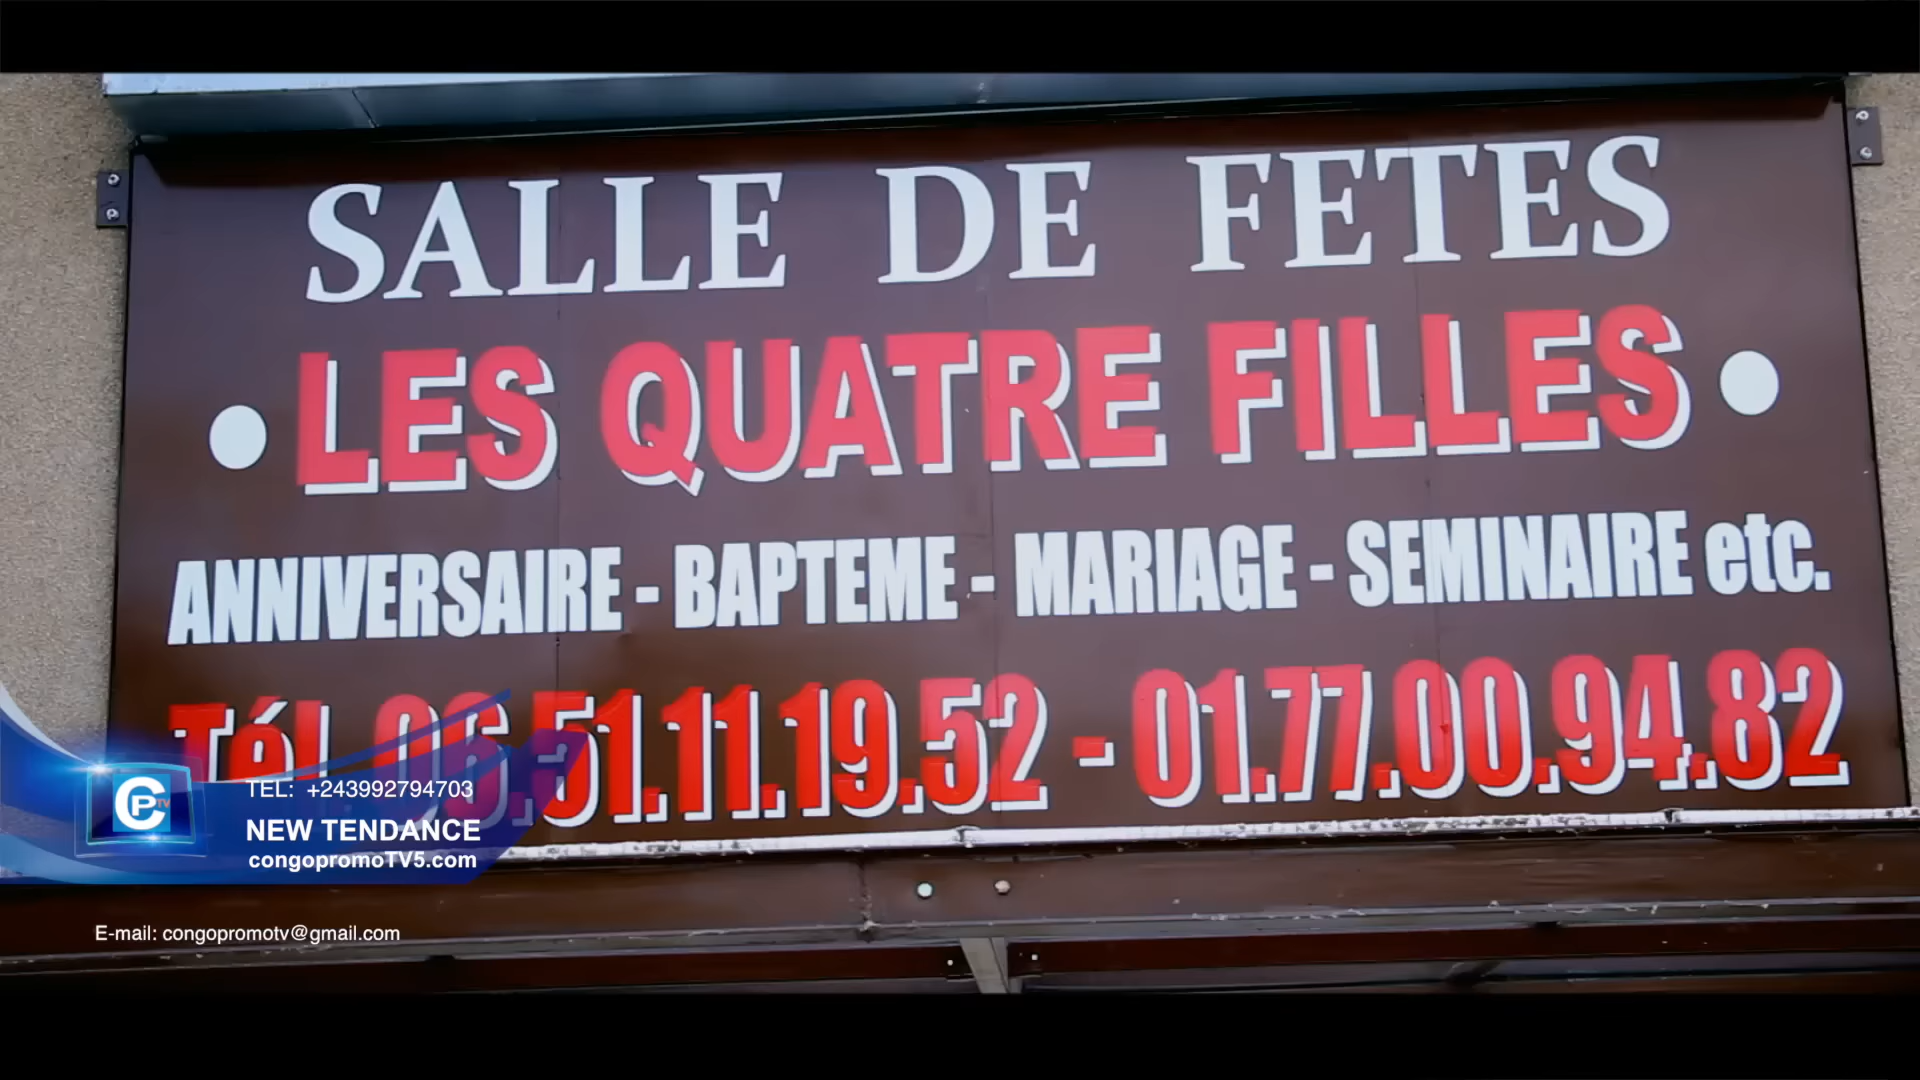 SALLE DE FETES
• LES QUATRE FILLES •
ANNIVERSAIRE - BAPTEME - MARIAGE - SEMINAIRE etc.
Tél. 06.51.11.19.52 - 01.77.00.94.82
CPTV
TEL: +243992794703
NEW TENDANCE
congopromoTV5.com
E-mail: congopromotv@gmail.com